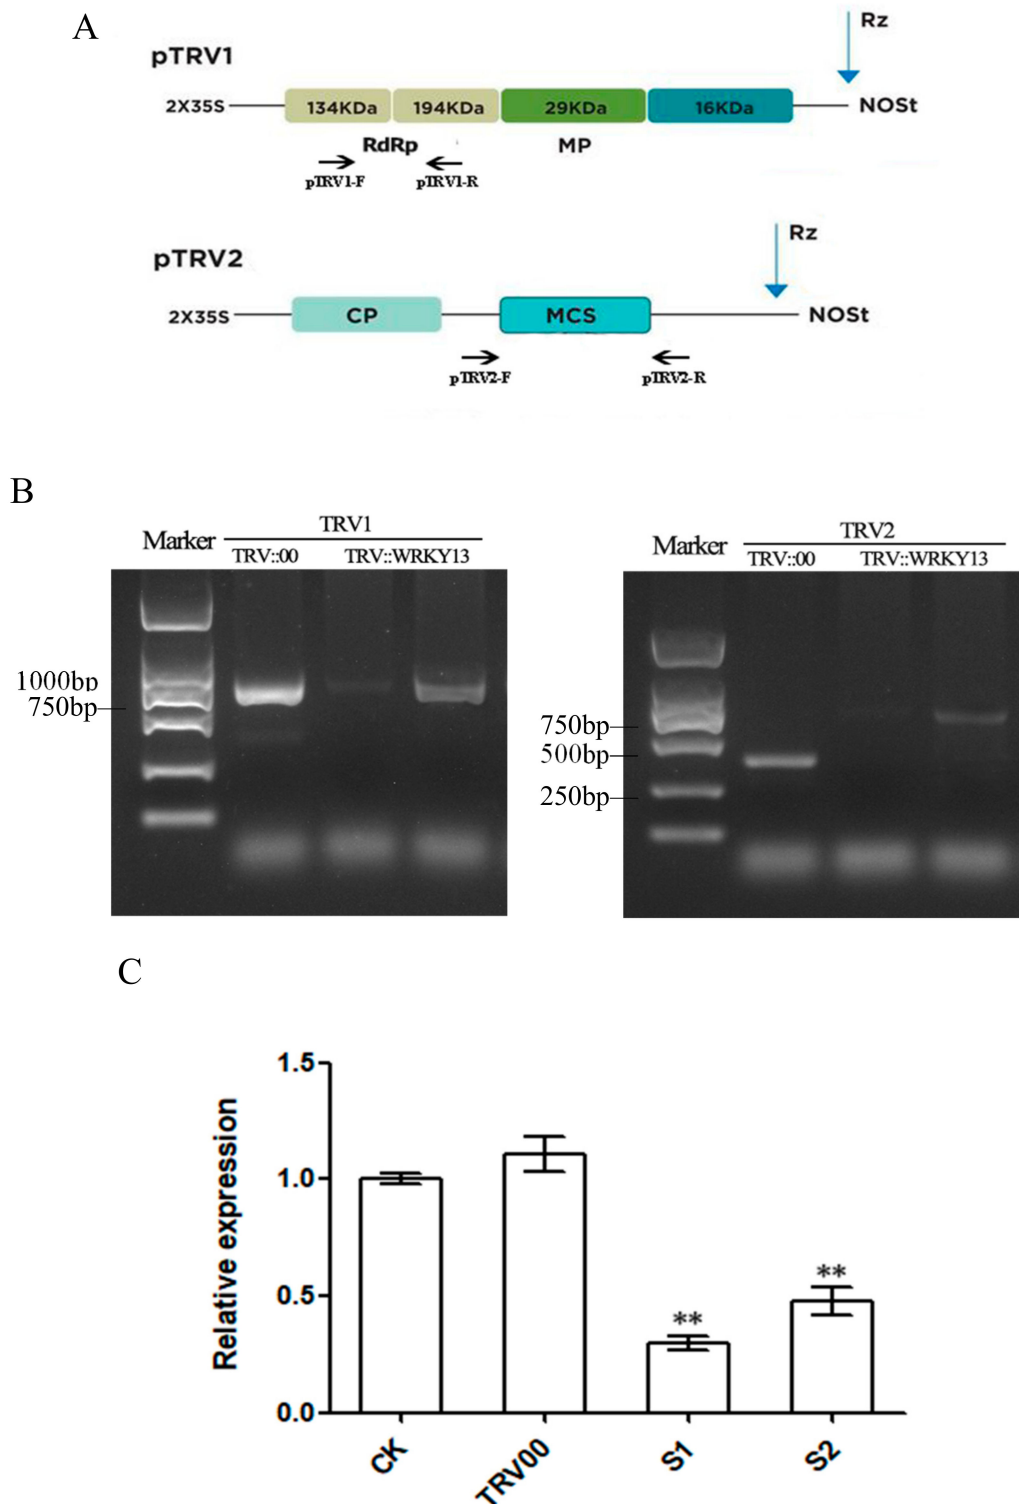 A
Rz
pTRV1
2X35S
134KDa
194KDa
29KDa
16KDa
NOSt
RdRp
MP
pTRV1-F
pTRV1-R
Rz
pTRV2
2X35S
CP
MCS
NOSt
pTRV2-F
pTRV2-R
B
TRV1
Marker
TRV::00
TRV::WRKY13
1000bp
750bp
TRV2
Marker
TRV::00
TRV::WRKY13
750bp
500bp
250bp
C
1.5
1.0
0.5
0.0
Relative expression
**
**
CK
TRV00
S1
S2